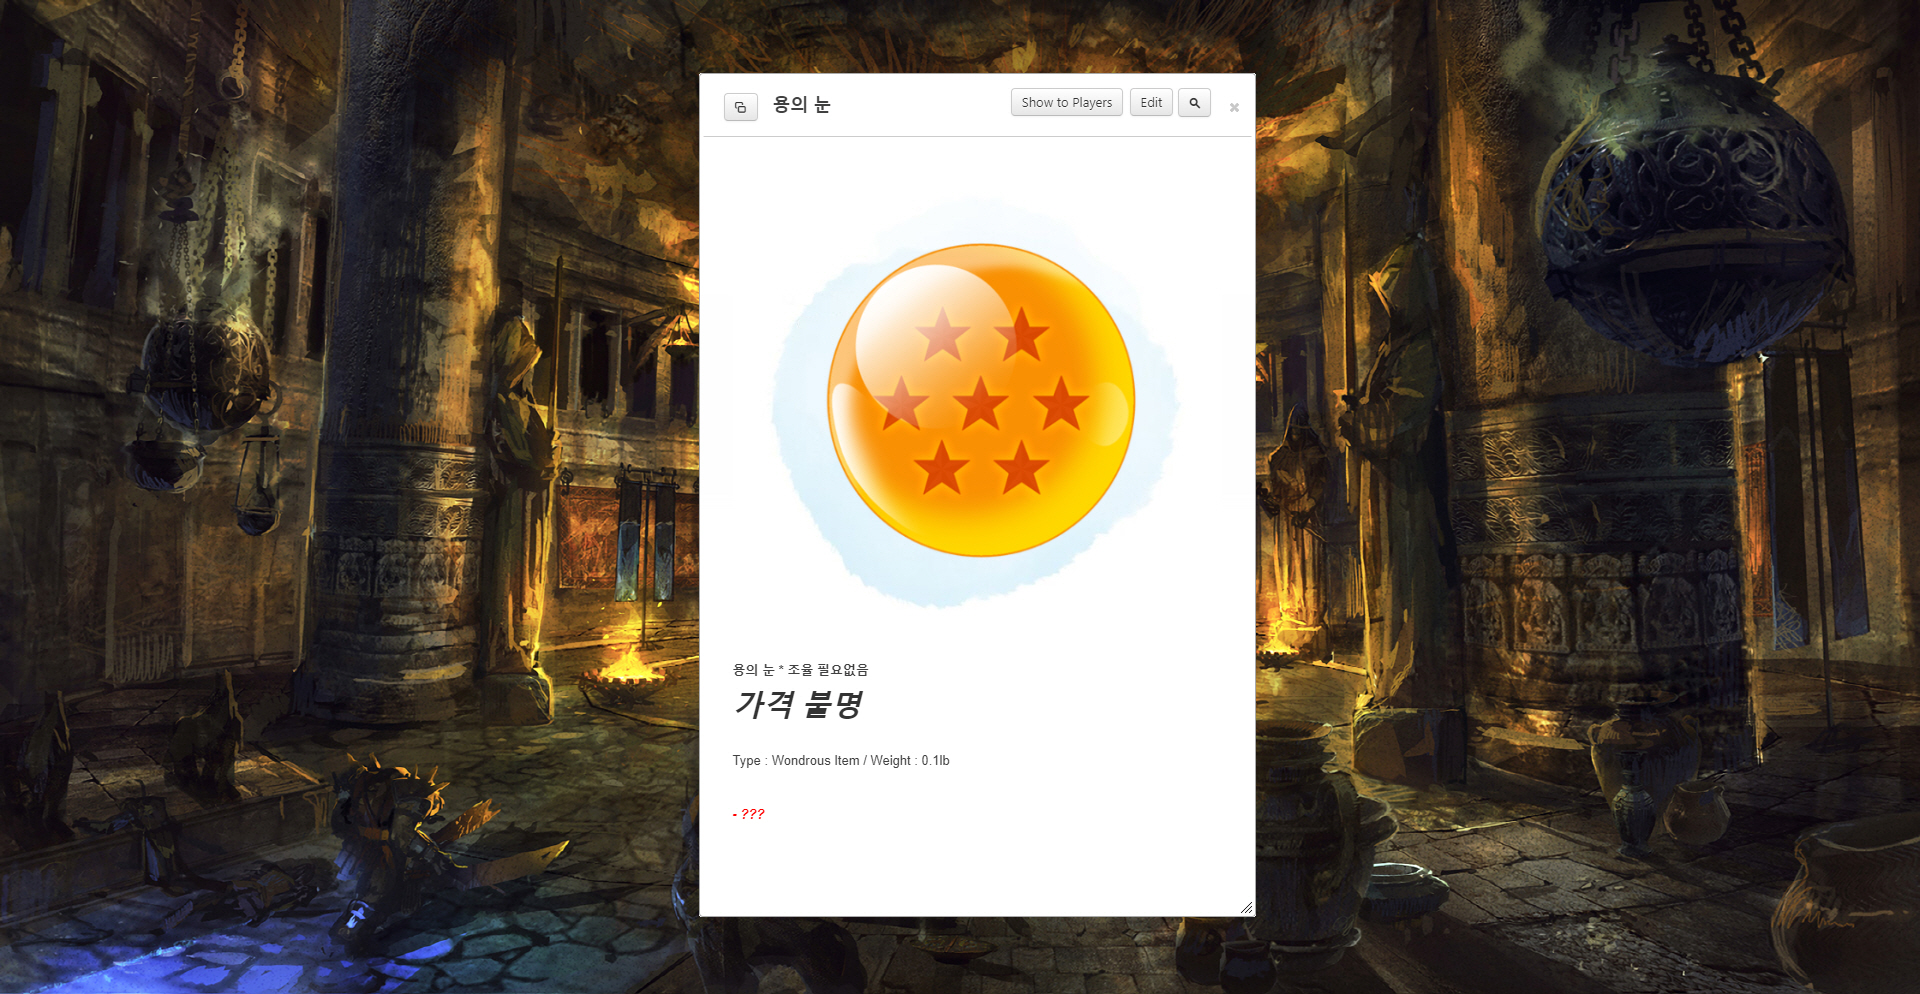 용의 눈
Show to Players
Edit
용의 눈 * 조율 필요없음
가격 불명
Type : Wondrous Item / Weight : 0.1lb
- ???